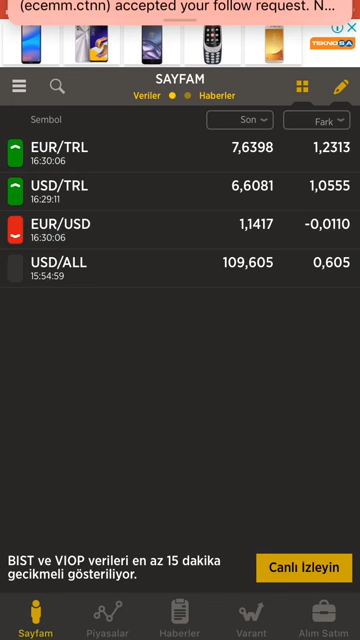 (ecemm.ctnn) accepted your follow request. N...
TEKNOSA
SAYFAM
Veriler
Haberler
Sembol
Son
Fark
EUR/TRL
7,6398
1,2313
16:30:06
USD/TRL
6,6081
1,0555
16:29:11
EUR/USD
1,1417
-0,0110
16:30:06
USD/ALL
109,605
0,605
15:54:59
BIST ve VIOP verileri en az 15 dakika
gecikmeli gösteriliyor.
Canlı İzleyin
Sayfam
Piyasalar
Haberler
Varant
Alım Satım